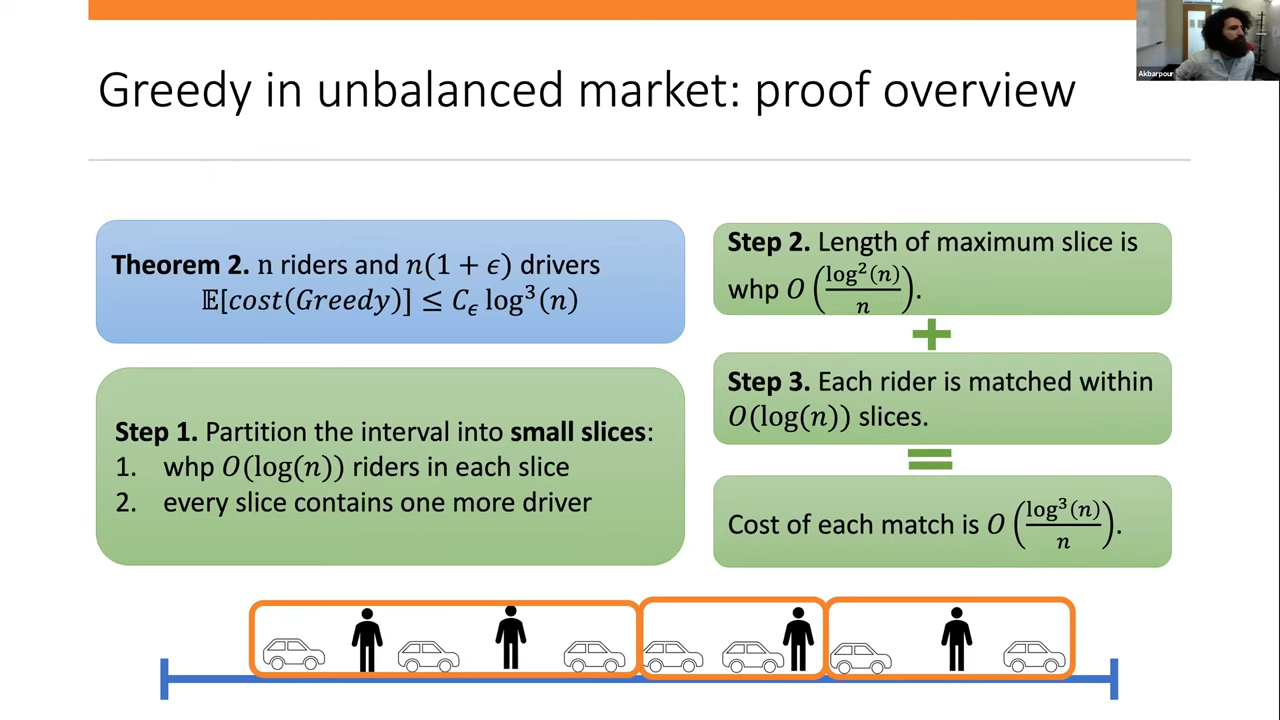 Akbarpour
Greedy in unbalanced market: proof overview
Theorem 2. n riders and n(1 + ϵ) drivers
𝔼[cost(Greedy)] ≤ C_ϵ log³(n)
Step 1. Partition the interval into small slices:
1. whp O(log(n)) riders in each slice
2. every slice contains one more driver
Step 2. Length of maximum slice is
whp O(log²(n)/n).
+
Step 3. Each rider is matched within
O(log(n)) slices.
=
Cost of each match is O(log³(n)/n).